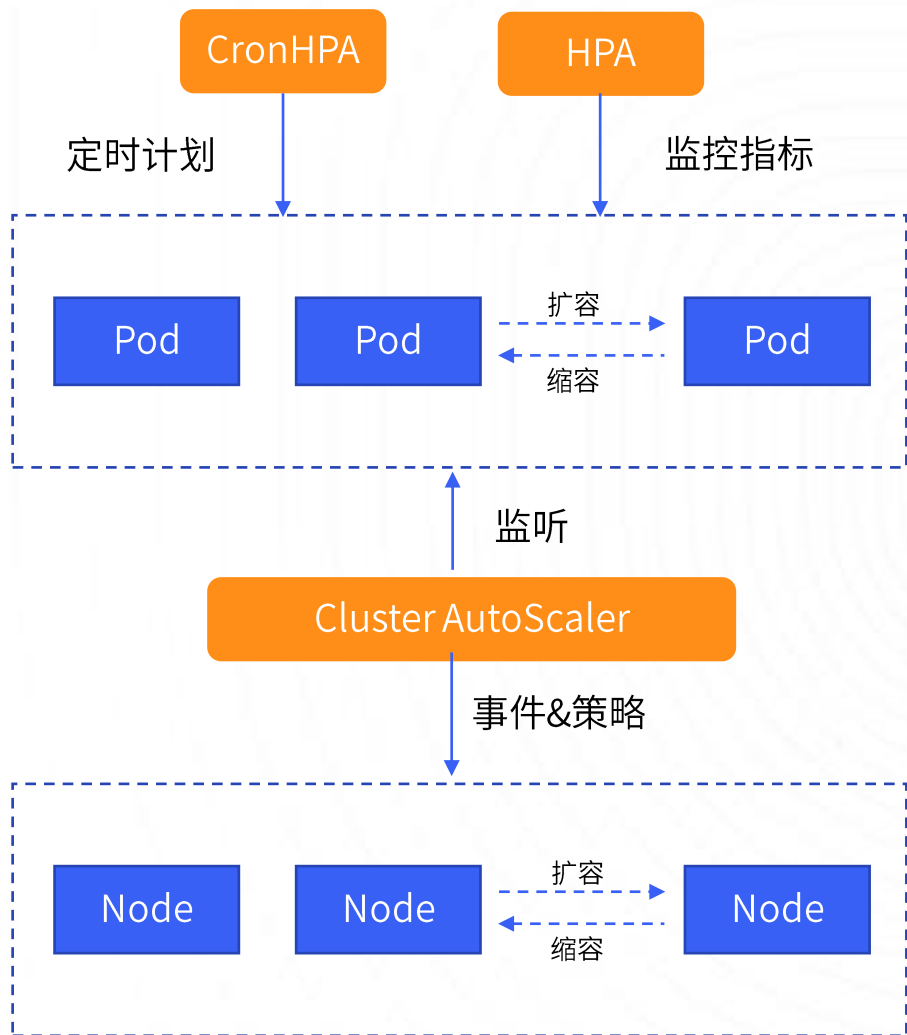 CronHPA
HPA
定时计划
监控指标
Pod
Pod
扩容
缩容
Pod
监听
Cluster AutoScaler
事件&策略
Node
Node
扩容
缩容
Node